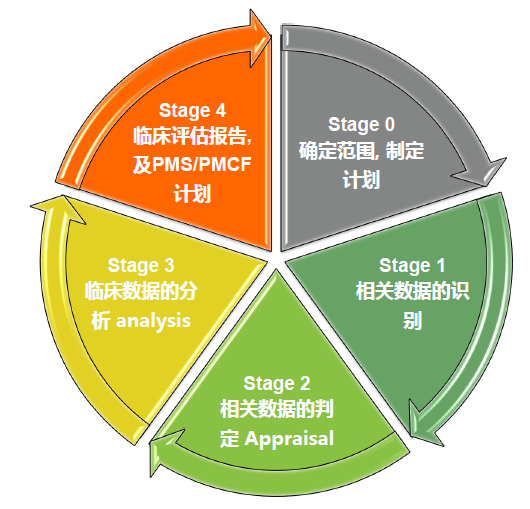 Stage 0
确定范围, 制定
计划
Stage 1
相关数据的识
别
Stage 2
相关数据的判
定 Appraisal
Stage 3
临床数据的分
析 analysis
Stage 4
临床评估报告,
及PMS/PMCF
计划